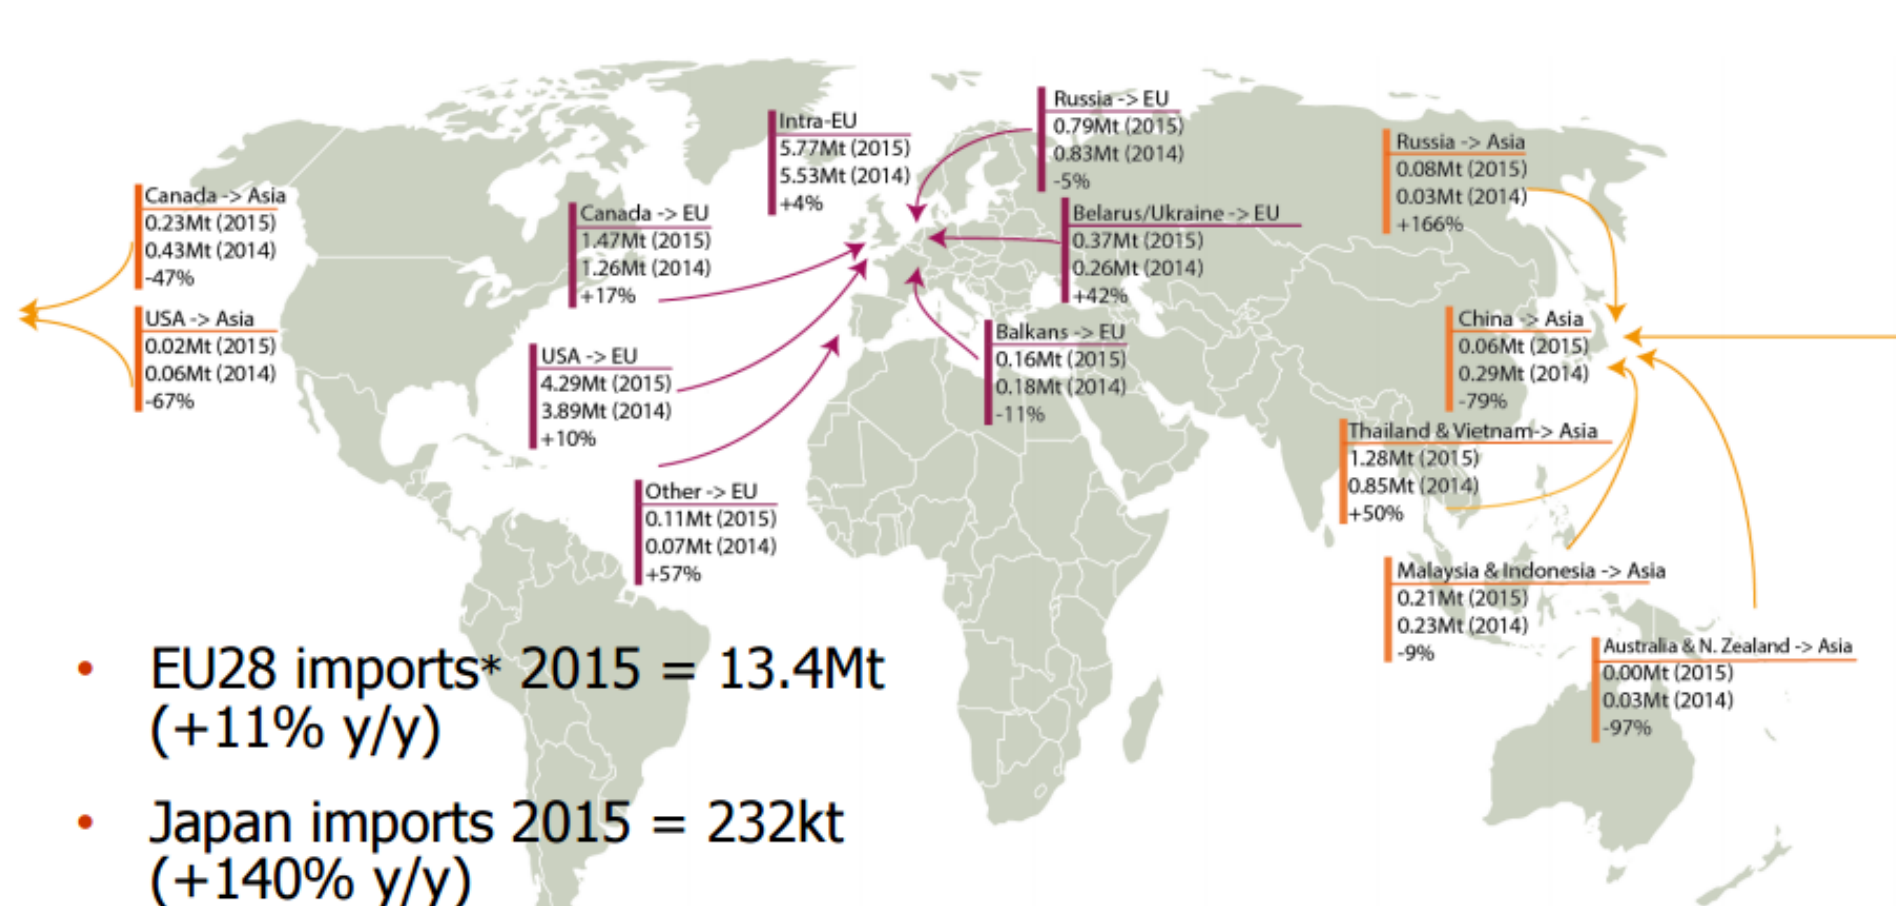 Canada -> Asia
0.23Mt (2015)
0.43Mt (2014)
-47%
USA -> Asia
0.02Mt (2015)
0.06Mt (2014)
-67%
Intra-EU
5.77Mt (2015)
5.53Mt (2014)
+4%
Canada -> EU
1.47Mt (2015)
1.26Mt (2014)
+17%
USA -> EU
4.29Mt (2015)
3.89Mt (2014)
+10%
Other -> EU
0.11Mt (2015)
0.07Mt (2014)
+57%
Russia -> EU
0.79Mt (2015)
0.83Mt (2014)
-5%
Belarus/Ukraine -> EU
0.37Mt (2015)
0.26Mt (2014)
+42%
Balkans -> EU
0.16Mt (2015)
0.18Mt (2014)
-11%
Russia -> Asia
0.08Mt (2015)
0.03Mt (2014)
+166%
China -> Asia
0.06Mt (2015)
0.29Mt (2014)
-79%
Thailand & Vietnam-> Asia
1.28Mt (2015)
0.85Mt (2014)
+50%
Malaysia & Indonesia -> Asia
0.21Mt (2015)
0.23Mt (2014)
-9%
Australia & N. Zealand -> Asia
0.00Mt (2015)
0.03Mt (2014)
-97%
• EU28 imports* 2015 = 13.4Mt
(+11% y/y)
• Japan imports 2015 = 232kt
(+140% y/y)